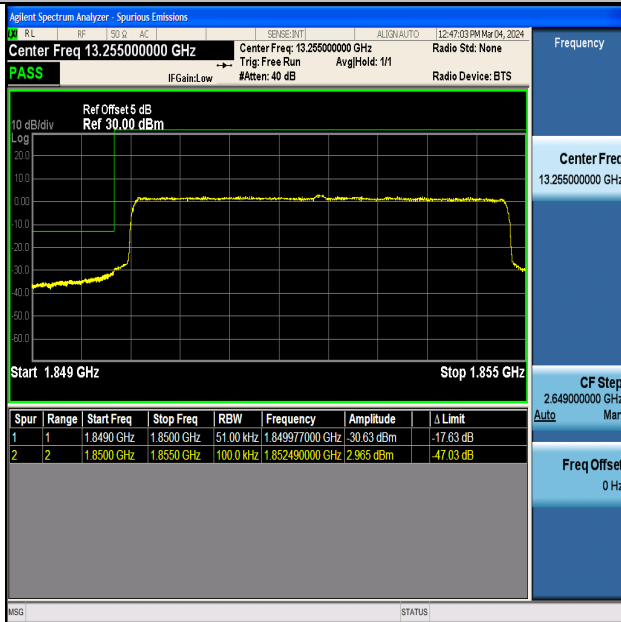 Agilent Spectrum Analyzer - Spurious Emissions
RL RF 50 Ω AC SENSE:INT ALIGNAUTO 12:47:03 PM Mar 04, 2024
Center Freq 13.255000000 GHz
Center Freq: 13.255000000 GHz
Radio Std: None
Trig: Free Run Avg|Hold: 1/1
PASS
IFGain:Low
#Atten: 40 dB
Radio Device: BTS
Ref Offset 5 dB
10 dB/div Ref 30.00 dBm
Log
20.0
10.0
0.00
-10.0
-20.0
-30.0
-40.0
-50.0
-60.0
Start 1.849 GHz
Stop 1.855 GHz
Spur Range Start Freq Stop Freq RBW Frequency Amplitude Δ Limit
1 1 1.8490 GHz 1.8500 GHz 51.00 kHz 1.849977000 GHz -30.63 dBm -17.63 dB
2 2 1.8500 GHz 1.8550 GHz 100.0 kHz 1.852490000 GHz 2.965 dBm -47.03 dB
Frequency
Center Freq
13.255000000 GHz
CF Step
2.649000000 GHz
Auto Man
Freq Offset
0 Hz
MSG
STATUS